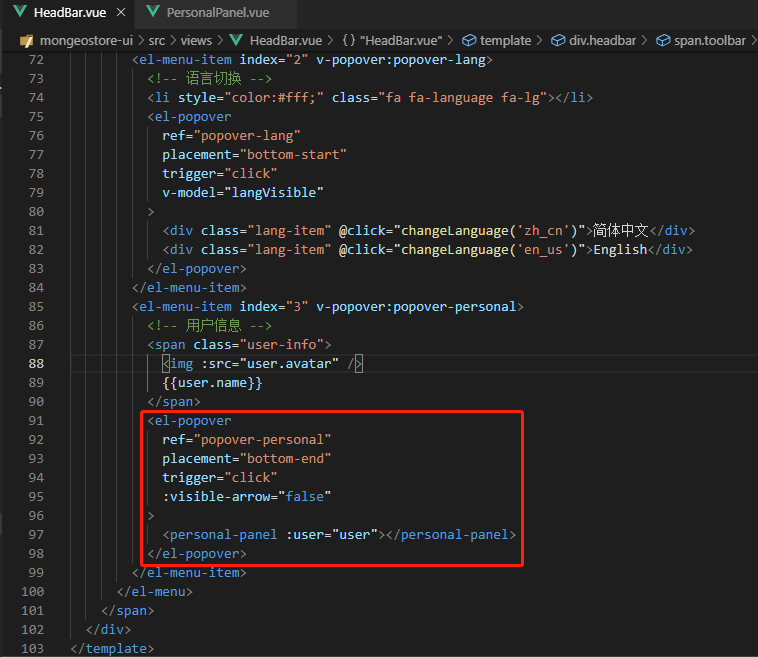 HeadBar.vue × PersonalPanel.vue
mongeostore-ui > src > views > HeadBar.vue > {} "HeadBar.vue" > template > div.headbar > span.toolbar >
72 <el-menu-item index="2" v-popover:popover-lang>
73 <!-- 语言切换 -->
74 <li style="color:#fff;" class="fa fa-language fa-lg"></li>
75 <el-popover
76 ref="popover-lang"
77 placement="bottom-start"
78 trigger="click"
79 v-model="langVisible"
80 >
81 <div class="lang-item" @click="changeLanguage('zh_cn')">简体中文</div>
82 <div class="lang-item" @click="changeLanguage('en_us')">English</div>
83 </el-popover>
84 </el-menu-item>
85 <el-menu-item index="3" v-popover:popover-personal>
86 <!-- 用户信息 -->
87 <span class="user-info">
88 <img :src="user.avatar" />
89 {{user.name}}
90 </span>
91 <el-popover
92 ref="popover-personal"
93 placement="bottom-end"
94 trigger="click"
95 :visible-arrow="false"
96 >
97 <personal-panel :user="user"></personal-panel>
98 </el-popover>
99 </el-menu-item>
100 </el-menu>
101 </span>
102 </div>
103 </template>